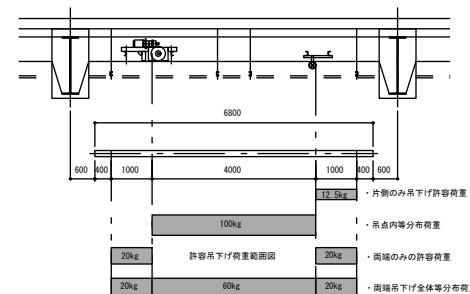 6800
600
400
1000
4000
1000
400
600
12.5kg
・片側のみ吊下げ許容荷重
100kg
・吊点内等分布荷重
20kg
許容吊下げ荷重範囲図
20kg
・両端のみの許容荷重
20kg
60kg
20kg
・両端吊下げ全体等分布荷